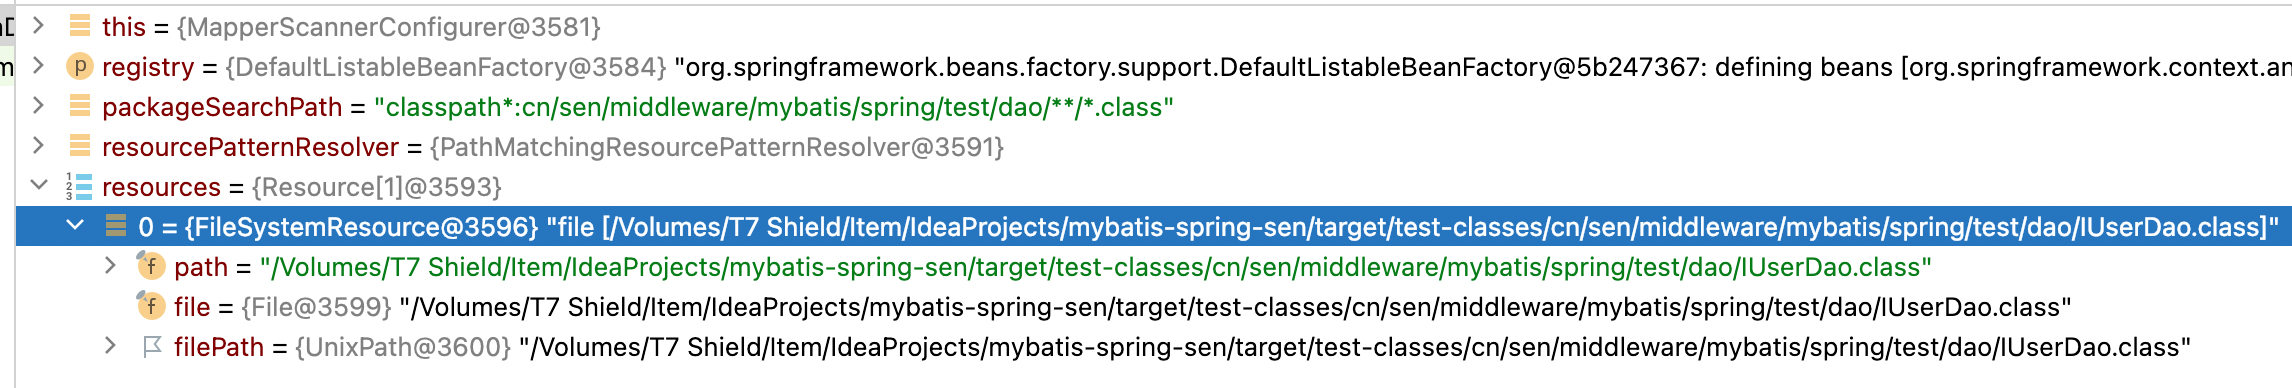 this = {MapperScannerConfigurer@3581}
p registry = {DefaultListableBeanFactory@3584} "org.springframework.beans.factory.support.DefaultListableBeanFactory@5b247367: defining beans [org.springframework.context.an
packageSearchPath = "classpath*:cn/sen/middleware/mybatis/spring/test/dao/**/*.class"
resourcePatternResolver = {PathMatchingResourcePatternResolver@3591}
resources = {Resource[1]@3593}
0 = {FileSystemResource@3596} "file [/Volumes/T7 Shield/Item/IdeaProjects/mybatis-spring-sen/target/test-classes/cn/sen/middleware/mybatis/spring/test/dao/IUserDao.class]"
f path = "/Volumes/T7 Shield/Item/IdeaProjects/mybatis-spring-sen/target/test-classes/cn/sen/middleware/mybatis/spring/test/dao/IUserDao.class"
f file = {File@3599} "/Volumes/T7 Shield/Item/IdeaProjects/mybatis-spring-sen/target/test-classes/cn/sen/middleware/mybatis/spring/test/dao/IUserDao.class"
filePath = {UnixPath@3600} "/Volumes/T7 Shield/Item/IdeaProjects/mybatis-spring-sen/target/test-classes/cn/sen/middleware/mybatis/spring/test/dao/IUserDao.class"